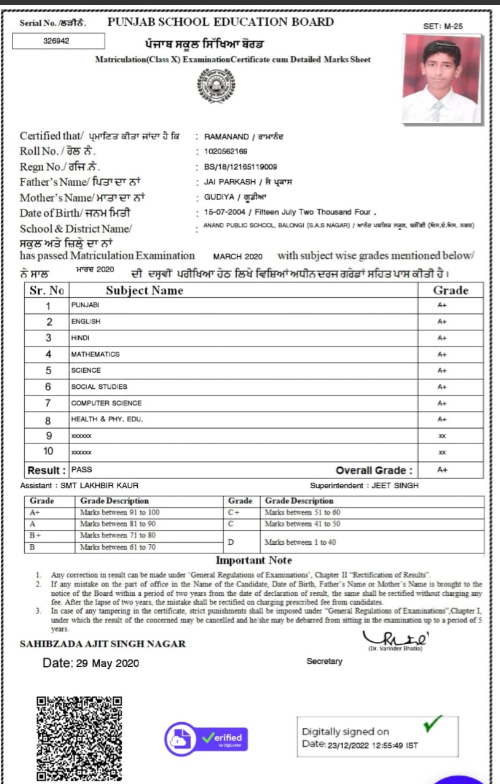 Serial No. /ਲੜੀਨੰ. PUNJAB SCHOOL EDUCATION BOARD SET: M-25
326942
ਪੰਜਾਬ ਸਕੂਲ ਸਿੱਖਿਆ ਬੋਰਡ
Matriculation(Class X) ExaminationCertificate cum Detailed Marks Sheet
Certified that/ ਪ੍ਰਮਾਣਿਤ ਕੀਤਾ ਜਾਂਦਾ ਹੈ ਕਿ : RAMANAND / ਰਾਮਾਨੰਦ
Roll No. / ਰੋਲ ਨੰ. : 1020562169
Regn No./ ਰਜਿ.ਨੰ. : BS/18/12165119009
Father's Name/ ਪਿਤਾ ਦਾ ਨਾਂ : JAI PARKASH / ਜੈ ਪ੍ਰਕਾਸ਼
Mother's Name/ ਮਾਤਾ ਦਾ ਨਾਂ : GUDIYA / ਗੁਡੀਆ
Date of Birth/ ਜਨਮ ਮਿਤੀ : 15-07-2004 / Fifteen July Two Thousand Four .
School & District Name/ : ANAND PUBLIC SCHOOL, BALONGI (S.A.S NAGAR) / ਆਨੰਦ ਪਬਲਿਕ ਸਕੂਲ, ਬਲੌਂਗੀ (ਐਸ.ਏ.ਐਸ. ਨਗਰ)
ਸਕੂਲ ਅਤੇ ਜ਼ਿਲ੍ਹੇ ਦਾ ਨਾਂ
has passed Matriculation Examination MARCH 2020 with subject wise grades mentioned below/
ਨੇ ਸਾਲ ਮਾਰਚ 2020 ਦੀ ਦਸਵੀਂ ਪਰੀਖਿਆ ਹੇਠ ਲਿਖੇ ਵਿਸ਼ਿਆਂ ਅਧੀਨ ਦਰਜ ਗਰੇਡਾਂ ਸਹਿਤ ਪਾਸ ਕੀਤੀ ਹੈ।
Sr. No Subject Name Grade
1 PUNJABI A+
2 ENGLISH A+
3 HINDI A+
4 MATHEMATICS A+
5 SCIENCE A+
6 SOCIAL STUDIES A+
7 COMPUTER SCIENCE A+
8 HEALTH & PHY. EDU. A+
9 xxxxxx xx
10 xxxxxx xx
Result : PASS Overall Grade : A+
Assistant : SMT LAKHBIR KAUR Superintendent : JEET SINGH
Grade Grade Description Grade Grade Description
A+ Marks between 91 to 100 C+ Marks between 51 to 60
A Marks between 81 to 90 C Marks between 41 to 50
B+ Marks between 71 to 80 D Marks between 1 to 40
B Marks between 61 to 70
Important Note
1. Any correction in result can be made under 'General Regulations of Examinations', Chapter II "Rectification of Results".
2. If any mistake on the part of office in the Name of the Candidate, Date of Birth, Father's Name or Mother's Name is brought to the
notice of the Board within a period of two years from the date of declaration of result, the same shall be rectified without charging any
fee. After the lapse of two years, the mistake shall be rectified on charging prescribed fee from candidates.
3. In case of any tampering in the certificate, strict punishments shall be imposed under "General Regulations of Examinations",Chapter I,
under which the result of the concerned may be cancelled and he/she may be debarred from sitting in the examination up to a period of 5
years.
SAHIBZADA AJIT SINGH NAGAR
(Dr. Varinder Bhatia)
Date: 29 May 2020 Secretary
Verified
by DigiLocker
Digitally signed on
Date: 23/12/2022 12:55:49 IST